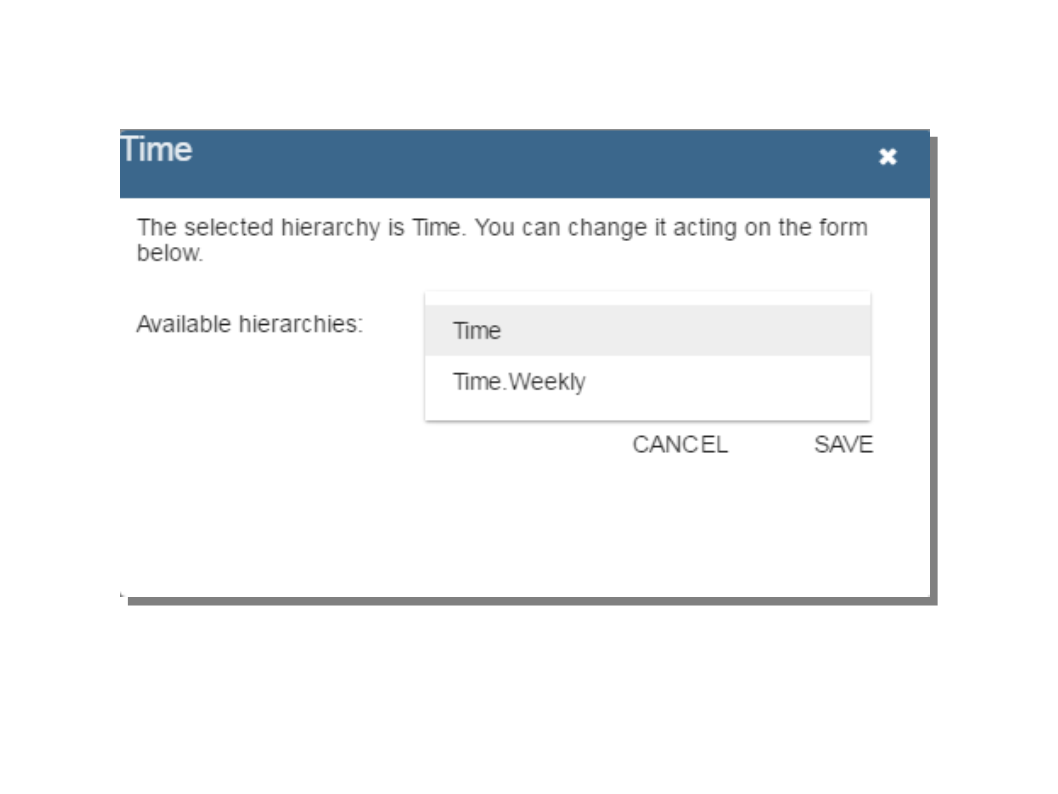 Time
The selected hierarchy is Time. You can change it acting on the form
below.
Available hierarchies:
Time
Time.Weekly
CANCEL SAVE